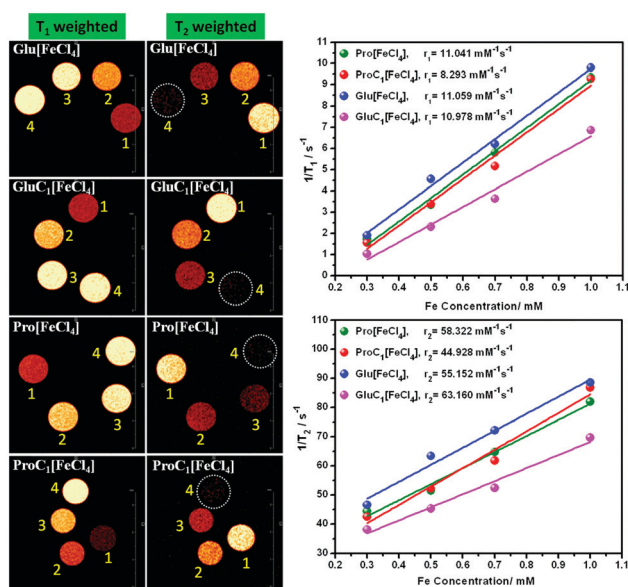 T1 weighted
T2 weighted
Glu[FeCl4]
4
3
2
1
4
3
2
1
GluC1[FeCl4]
1
2
3
4
GluC1[FeCl4]
1
2
3
4
Pro[FeCl4]
4
1
3
2
Pro[FeCl4]
4
1
3
2
ProC1[FeCl4]
4
3
2
1
ProC1[FeCl4]
4
3
2
1
Pro[FeCl4], r1= 11.041 mM-1s-1
ProC1[FeCl4], r1= 8.293 mM-1s-1
Glu[FeCl4], r1= 11.059 mM-1s-1
GluC1[FeCl4], r1= 10.978 mM-1s-1
1/T1 / s-1
11
10
9
8
7
6
5
4
3
2
1
0
0.2 0.3 0.4 0.5 0.6 0.7 0.8 0.9 1.0 1.1
Fe Concentration/ mM
Pro[FeCl4], r2= 58.322 mM-1s-1
ProC1[FeCl4], r2= 44.928 mM-1s-1
Glu[FeCl4], r2= 55.152 mM-1s-1
GluC1[FeCl4], r2= 63.160 mM-1s-1
1/T2 / s-1
110
100
90
80
70
60
50
40
30
0.2 0.3 0.4 0.5 0.6 0.7 0.8 0.9 1.0 1.1
Fe Concentration/ mM